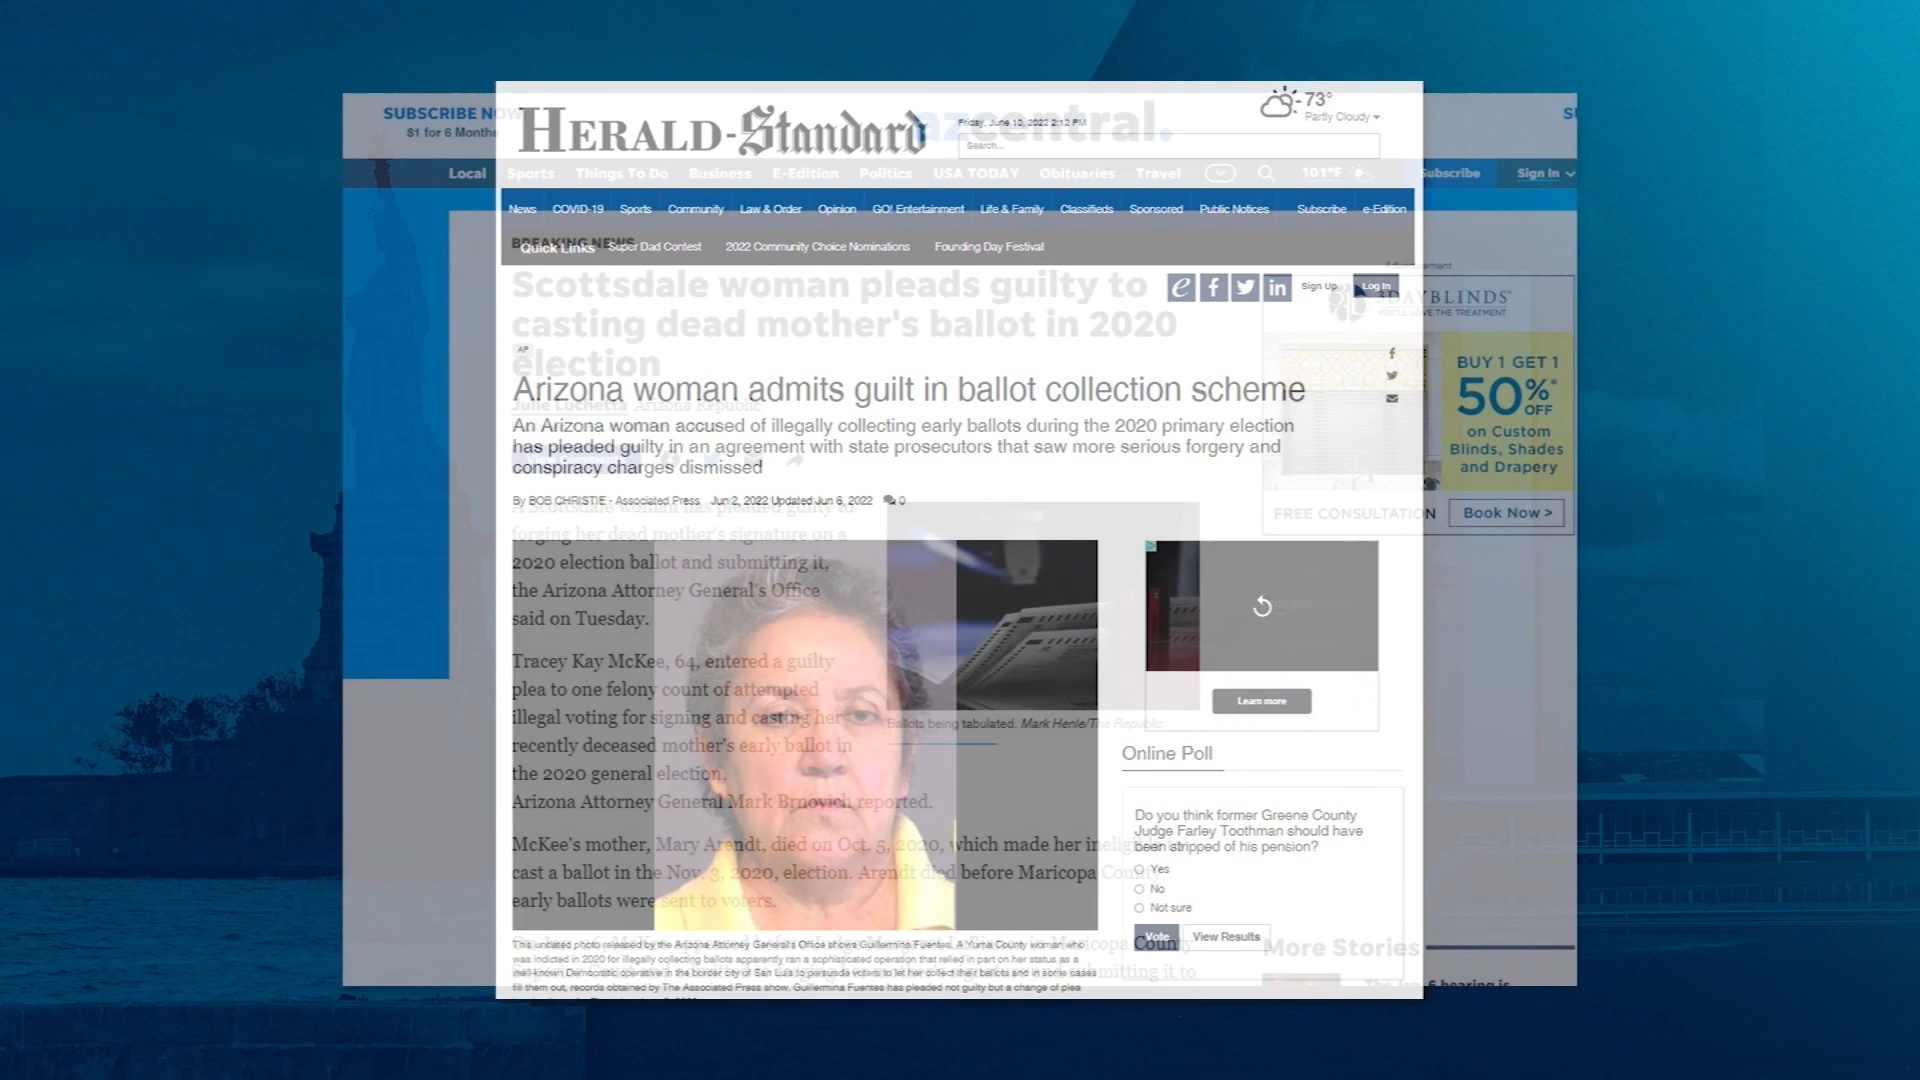 SUBSCRIBE NOW
$1 for 6 Months
HERALD-Standard
azcentral.
Friday, June 10, 2022 2:12 PM
Search...
73°
Partly Cloudy
Local Sports Things To Do Business E-Edition Politics USA TODAY Obituaries Travel 101°F Subscribe Sign In
News COVID-19 Sports Community Law & Order Opinion GO! Entertainment Life & Family Classifieds Sponsored Public Notices Subscribe e-Edition
BREAKING NEWS
Quick Links Super Dad Contest 2022 Community Choice Nominations Founding Day Festival
Advertisement
Scottsdale woman pleads guilty to
casting dead mother's ballot in 2020
election
e f in Sign Up Log In
3DAYBLINDS
YOU'LL LOVE THE TREATMENT
AP
Arizona woman admits guilt in ballot collection scheme
Julie Luchetta Arizona Republic
An Arizona woman accused of illegally collecting early ballots during the 2020 primary election
has pleaded guilty in an agreement with state prosecutors that saw more serious forgery and
conspiracy charges dismissed
BUY 1 GET 1
50%*
OFF
on Custom
Blinds, Shades
and Drapery
FREE CONSULTATION Book Now >
By BOB CHRISTIE - Associated Press Jun 2, 2022 Updated Jun 6, 2022 0
A Scottsdale woman has pleaded guilty to
forging her dead mother's signature on a
2020 election ballot and submitting it,
the Arizona Attorney General's Office
said on Tuesday.
Tracey Kay McKee, 64, entered a guilty
plea to one felony count of attempted
illegal voting for signing and casting her
recently deceased mother's early ballot in
the 2020 general election,
Arizona Attorney General Mark Brnovich reported.
McKee's mother, Mary Arendt, died on Oct. 5, 2020, which made her ineligible
cast a ballot in the Nov. 3, 2020, election. Arendt died before Maricopa County
early ballots were sent to voters.
Ballots being tabulated. Mark Henle/The Republic
Learn more
Online Poll
Do you think former Greene County
Judge Farley Toothman should have
been stripped of his pension?
Yes
No
Not sure
Vote View Results
More Stories
This undated photo released by the Arizona Attorney General's Office shows Guillermina Fuentes. A Yuma County woman who
was indicted in 2020 for illegally collecting ballots apparently ran a sophisticated operation that relied in part on her status as a
well-known Democratic operative in the border city of San Luis to persuade voters to let her collect their ballots and in some cases
fill them out, records obtained by The Associated Press show. Guillermina Fuentes has pleaded not guilty but a change of plea
Maricopa County
submitting it to
The Jan. 6 hearing is